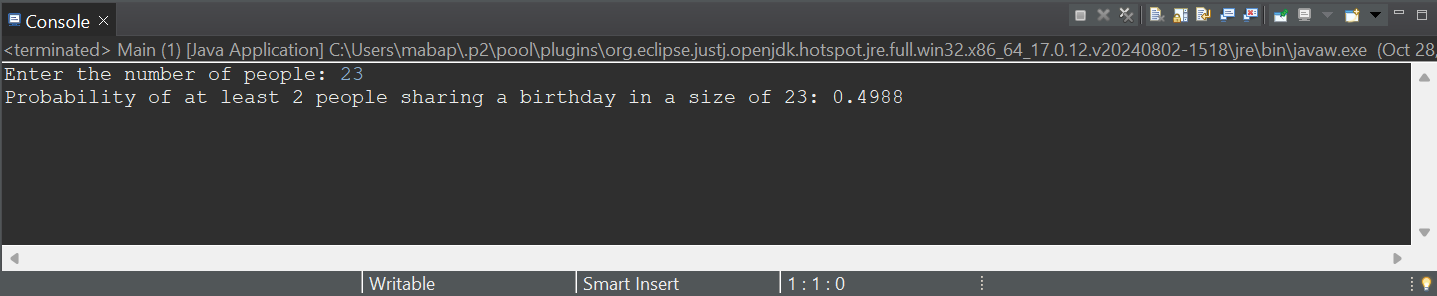 Console
<terminated> Main (1) [Java Application] C:\Users\mabap\.p2\pool\plugins\org.eclipse.justj.openjdk.hotspot.jre.full.win32.x86_64_17.0.12.v20240802-1518\jre\bin\javaw.exe (Oct 28,
Enter the number of people: 23
Probability of at least 2 people sharing a birthday in a size of 23: 0.4988
Writable Smart Insert 1 : 1 : 0